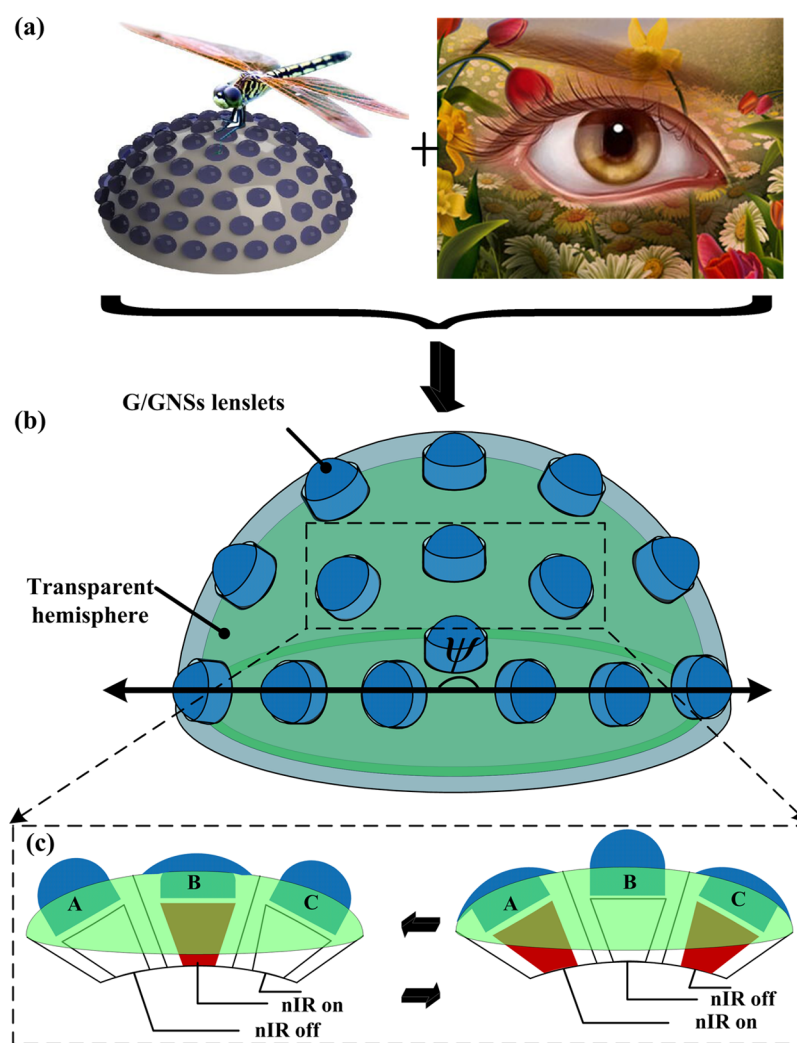 (a)
+
G/GNSs lenslets
(b)
Transparent
hemisphere
ψ
(c)
A
B
C
A
B
C
nIR on
nIR off
nIR off
nIR on